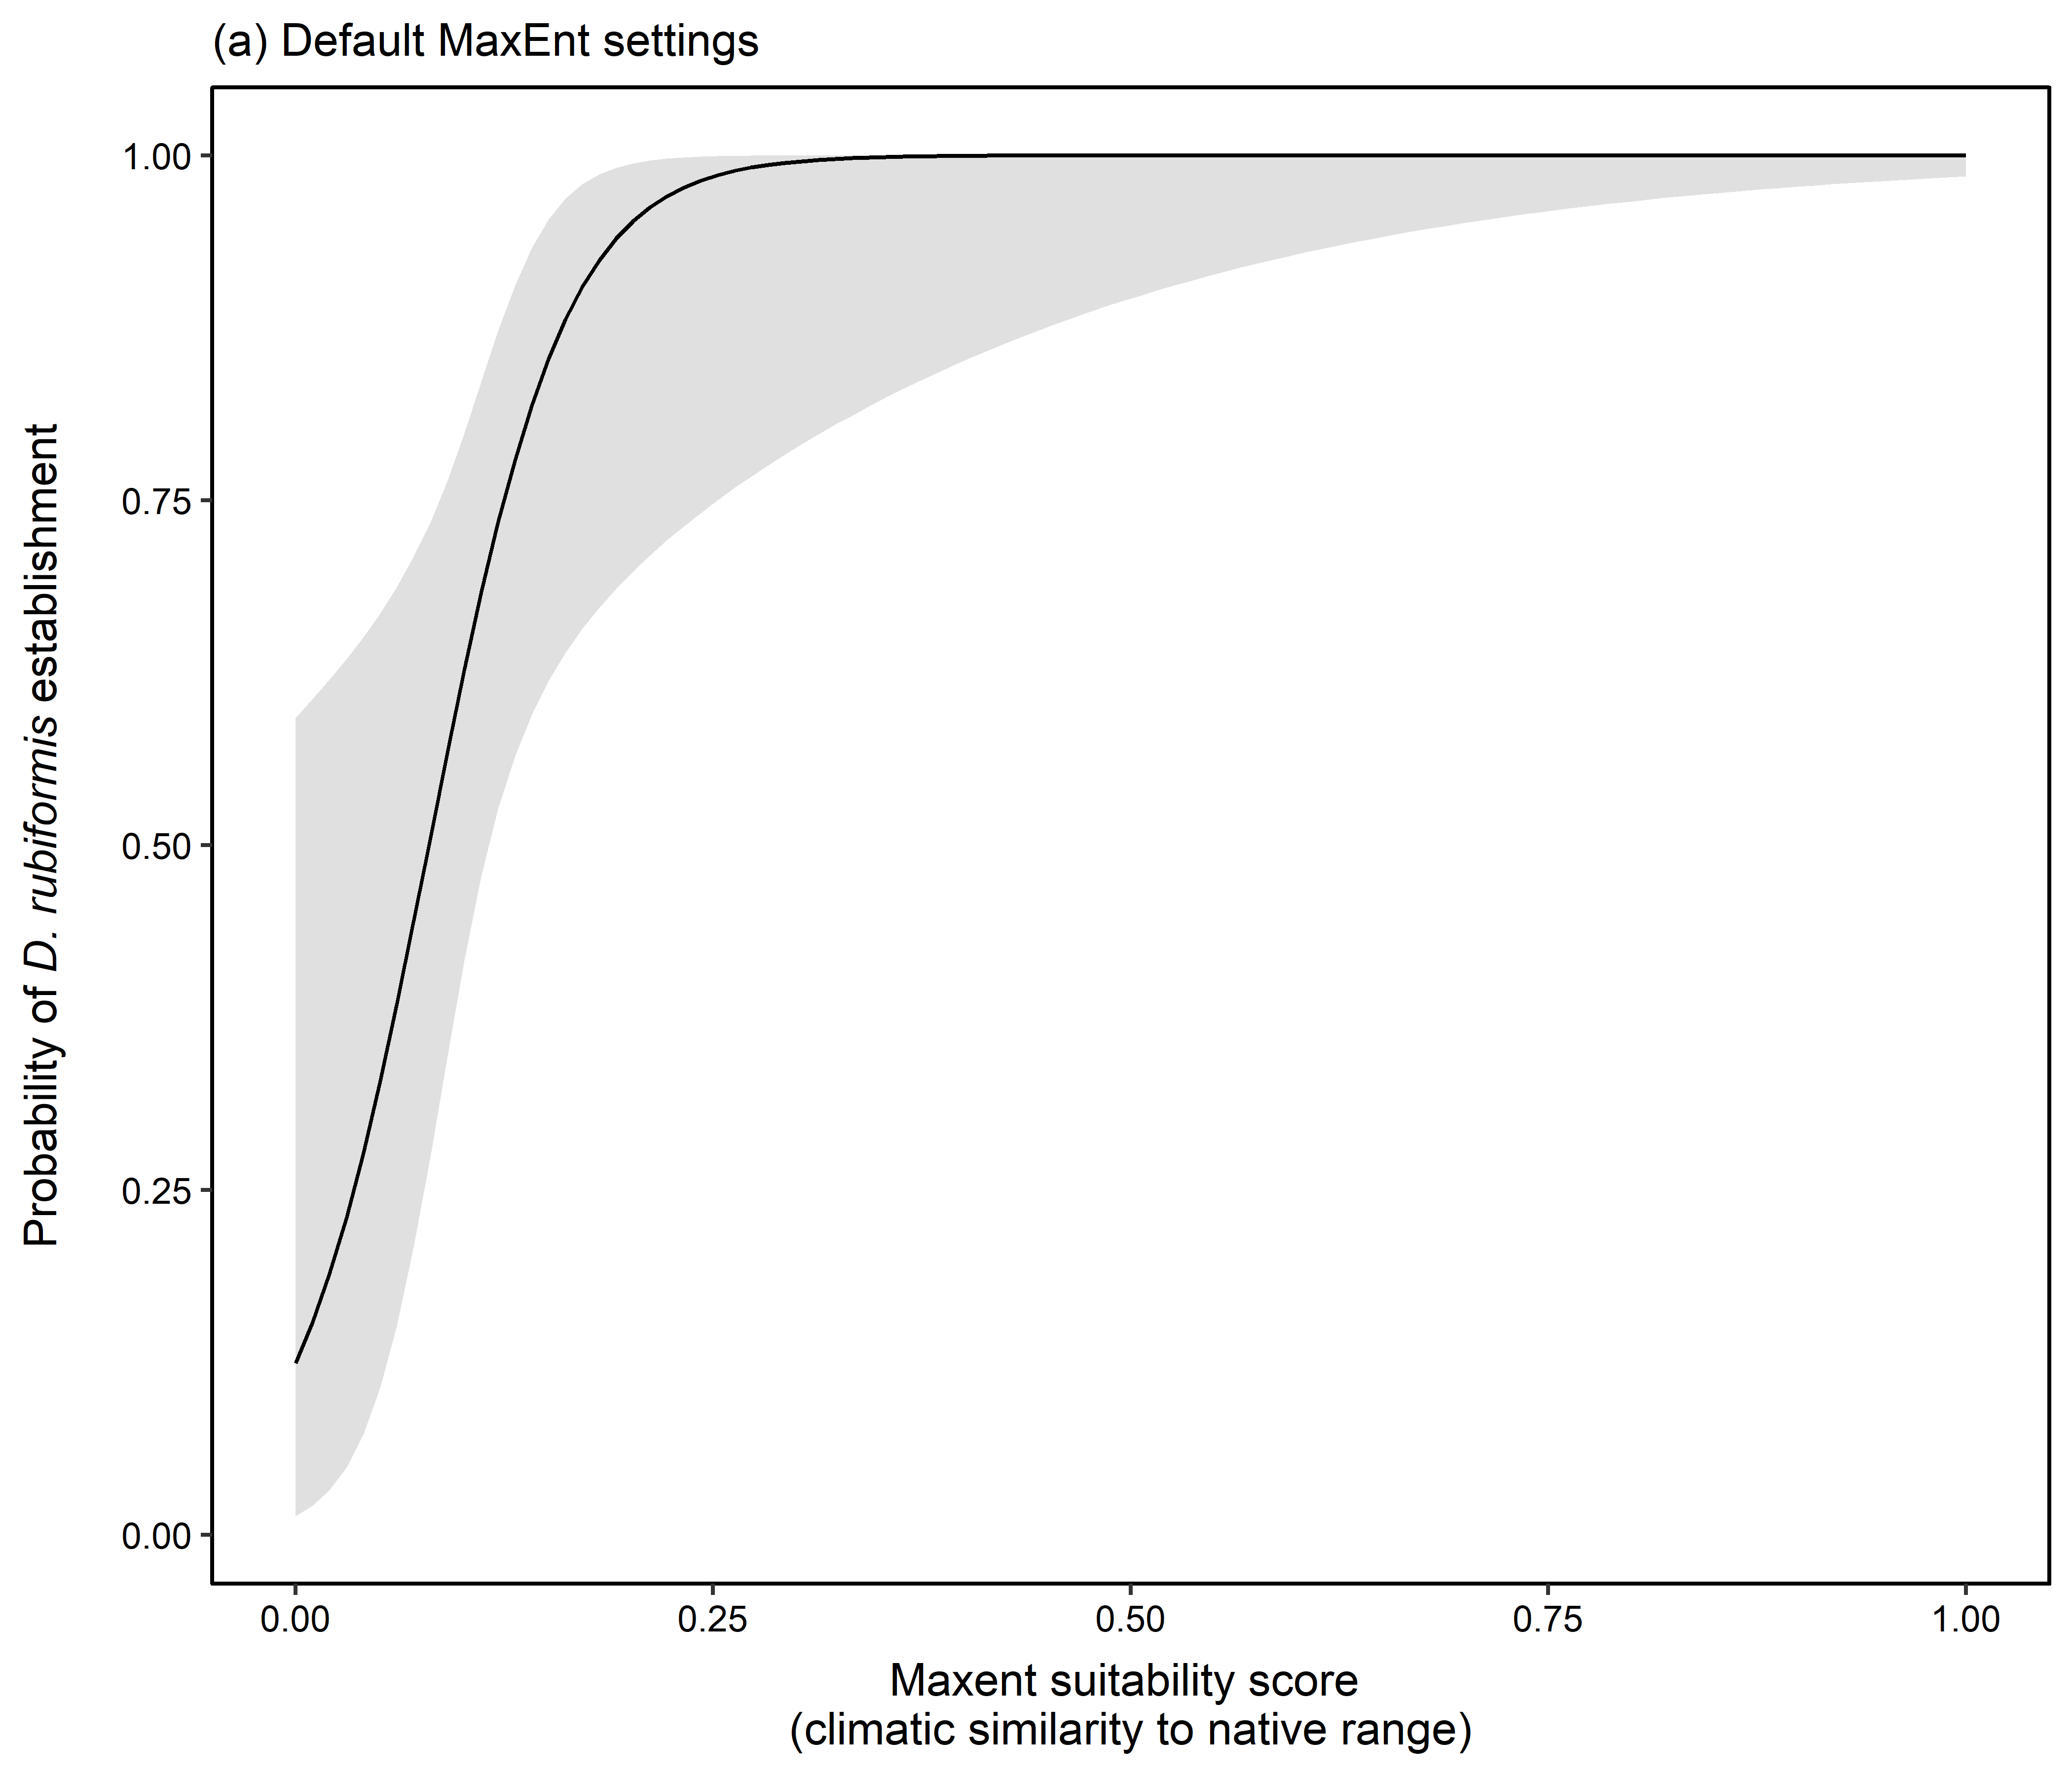 (a) Default MaxEnt settings
1.00
0.75
0.50
0.25
0.00
Probability of D. rubiformis establishment
0.00 0.25 0.50 0.75 1.00
Maxent suitability score
(climatic similarity to native range)